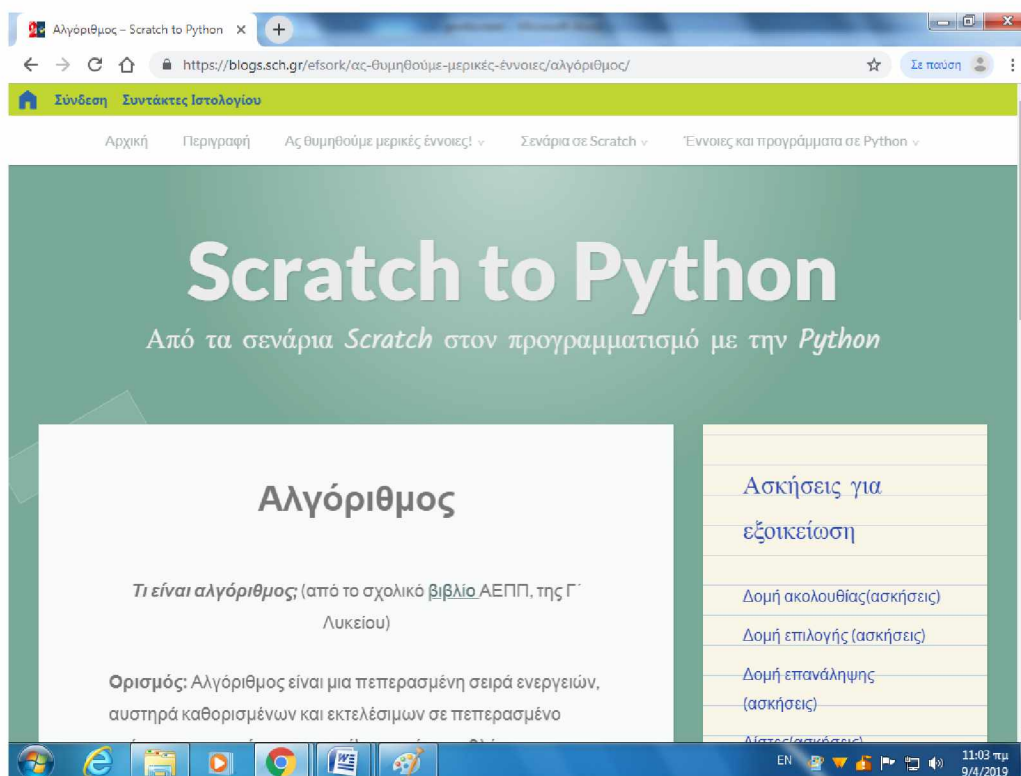 Αλγόριθμος – Scratch to Python
https://blogs.sch.gr/efsork/ας-θυμηθούμε-μερικές-έννοιες/αλγόριθμος/
Σε παύση
Σύνδεση Συντάκτες Ιστολογίου
Αρχική Περιγραφή Ας θυμηθούμε μερικές έννοιες! Σενάρια σε Scratch Έννοιες και προγράμματα σε Python
Scratch to Python
Από τα σενάρια Scratch στον προγραμματισμό με την Python
Αλγόριθμος
Τι είναι αλγόριθμος; (από το σχολικό βιβλίο ΑΕΠΠ, της Γ΄
Λυκείου)
Ορισμός: Αλγόριθμος είναι μια πεπερασμένη σειρά ενεργειών,
αυστηρά καθορισμένων και εκτελέσιμων σε πεπερασμένο
Ασκήσεις για
εξοικείωση
Δομή ακολουθίας(ασκήσεις)
Δομή επιλογής (ασκήσεις)
Δομή επανάληψης
(ασκήσεις)
Λίστες(ασκήσεις)
EN
11:03 πμ
9/4/2019